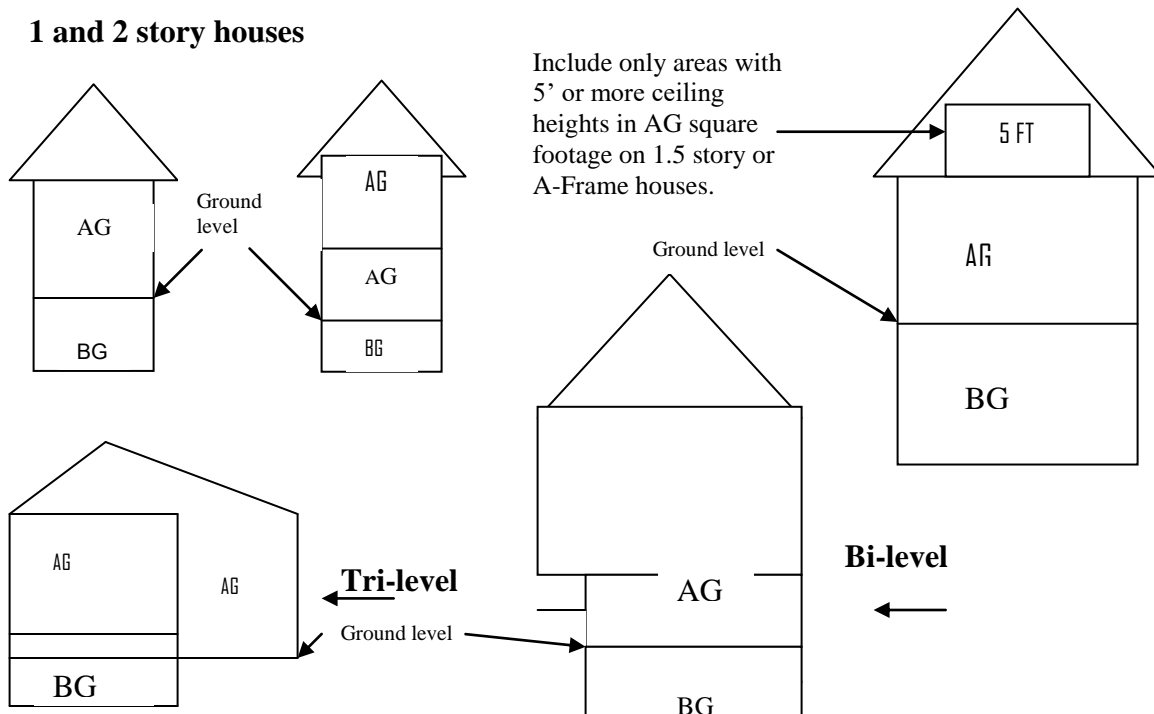 1 and 2 story houses
Include only areas with
5’ or more ceiling
heights in AG square
footage on 1.5 story or
A-Frame houses.
5 FT
AG
Ground
level
AG
AG
BG
BG
Ground level
AG
BG
AG
AG
Tri-level
Ground level
BG
AG
Bi-level
BG